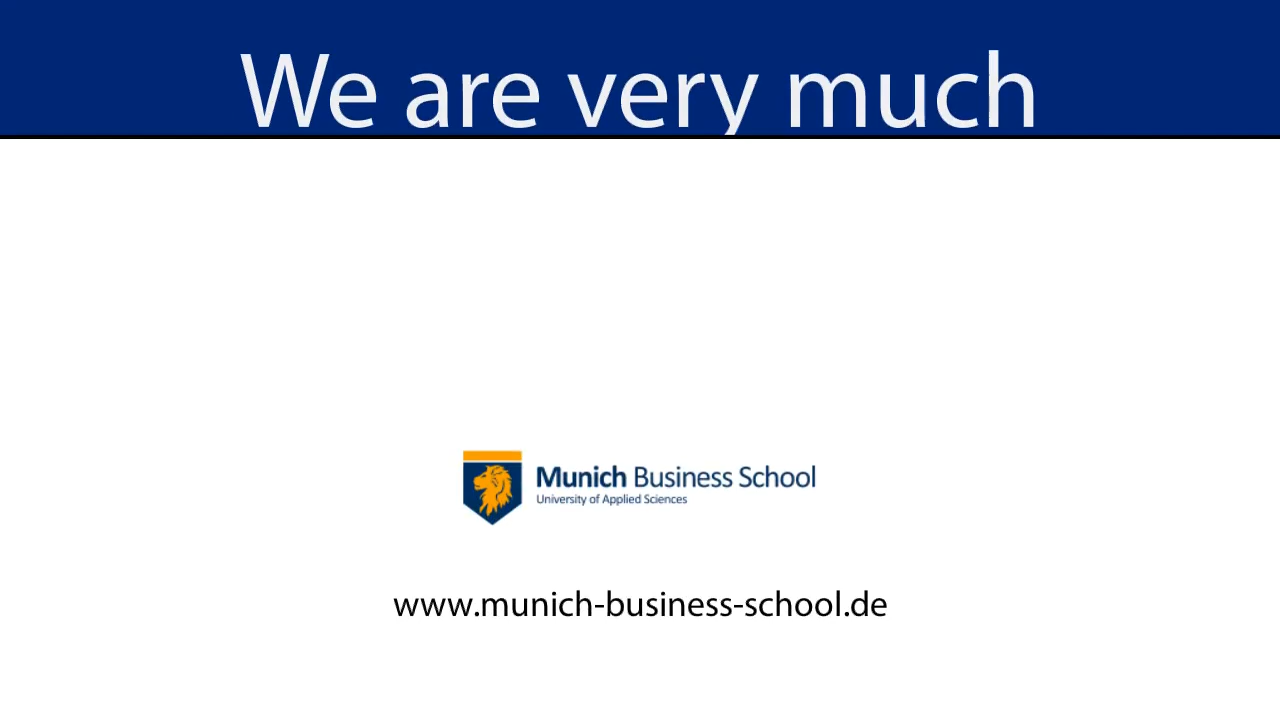 We are very much
Munich Business School
University of Applied Sciences
www.munich-business-school.de